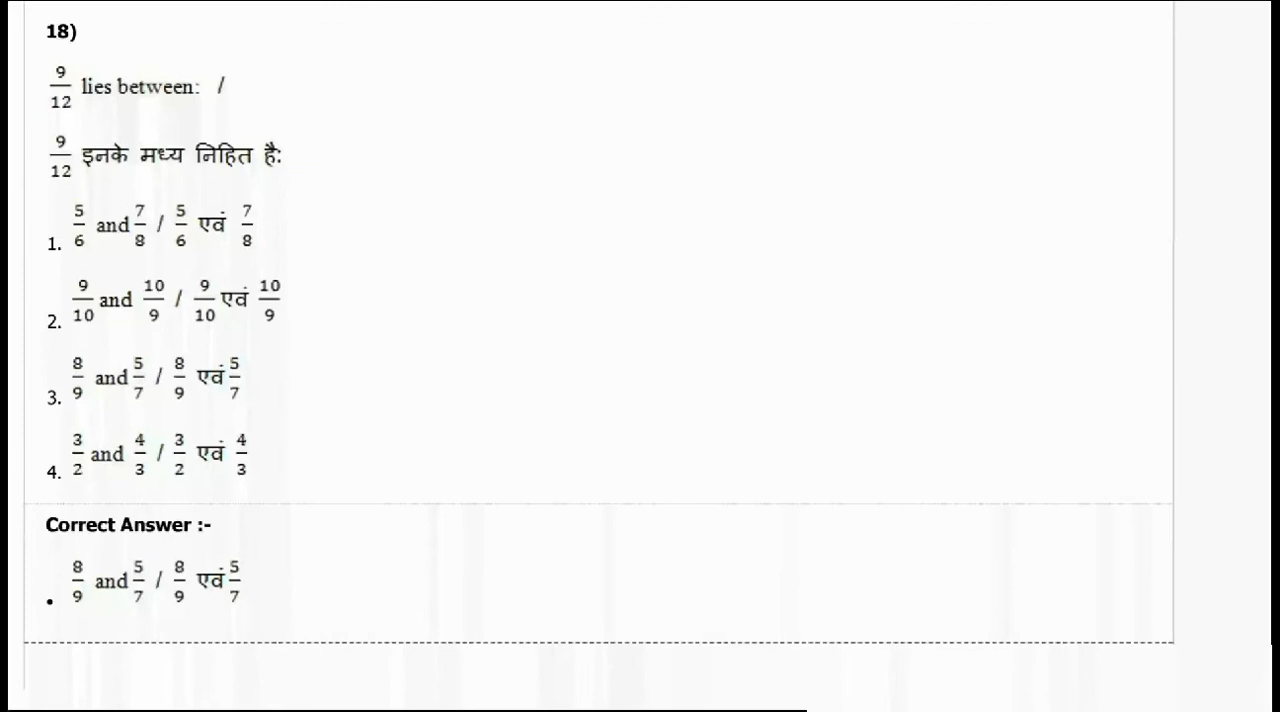 18)
9/12 lies between: /
9/12 इनके मध्य निहित है:
1. 5/6 and 7/8 / 5/6 एवं 7/8
2. 9/10 and 10/9 / 9/10 एवं 10/9
3. 8/9 and 5/7 / 8/9 एवं 5/7
4. 3/2 and 4/3 / 3/2 एवं 4/3
Correct Answer :-
• 8/9 and 5/7 / 8/9 एवं 5/7